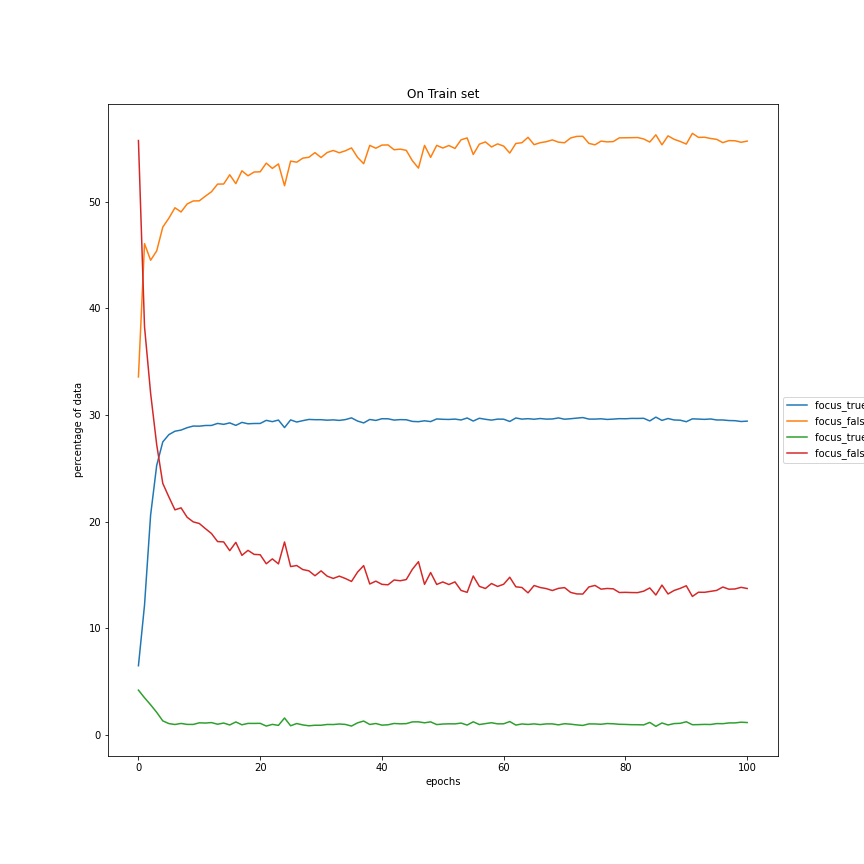 On Train set
percentage of data
50
40
30
20
10
0
0 20 40 60 80 100
epochs
focus_true
focus_fals
focus_true
focus_fals